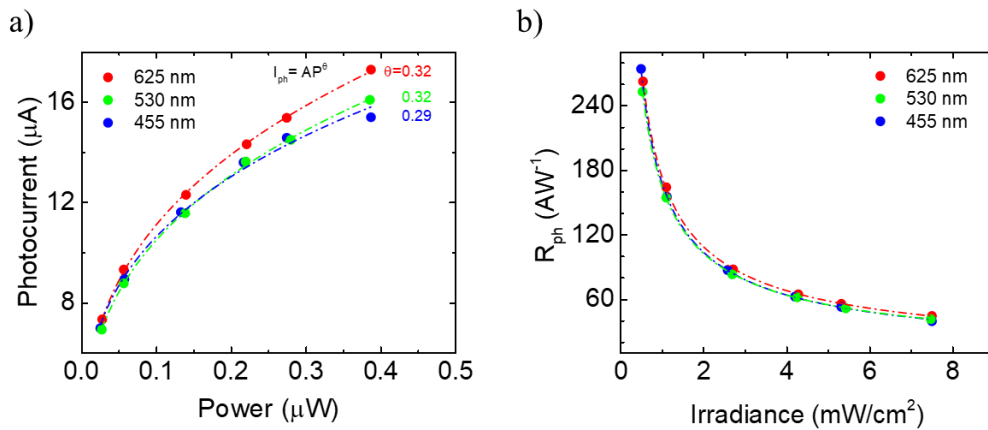 a)
625 nm
530 nm
455 nm
I_ph= AP^θ
θ=0.32
0.32
0.29
Photocurrent (μA)
16
12
8
0.0 0.1 0.2 0.3 0.4 0.5
Power (μW)
b)
625 nm
530 nm
455 nm
R_ph (AW⁻¹)
240
180
120
60
0 2 4 6 8
Irradiance (mW/cm²)